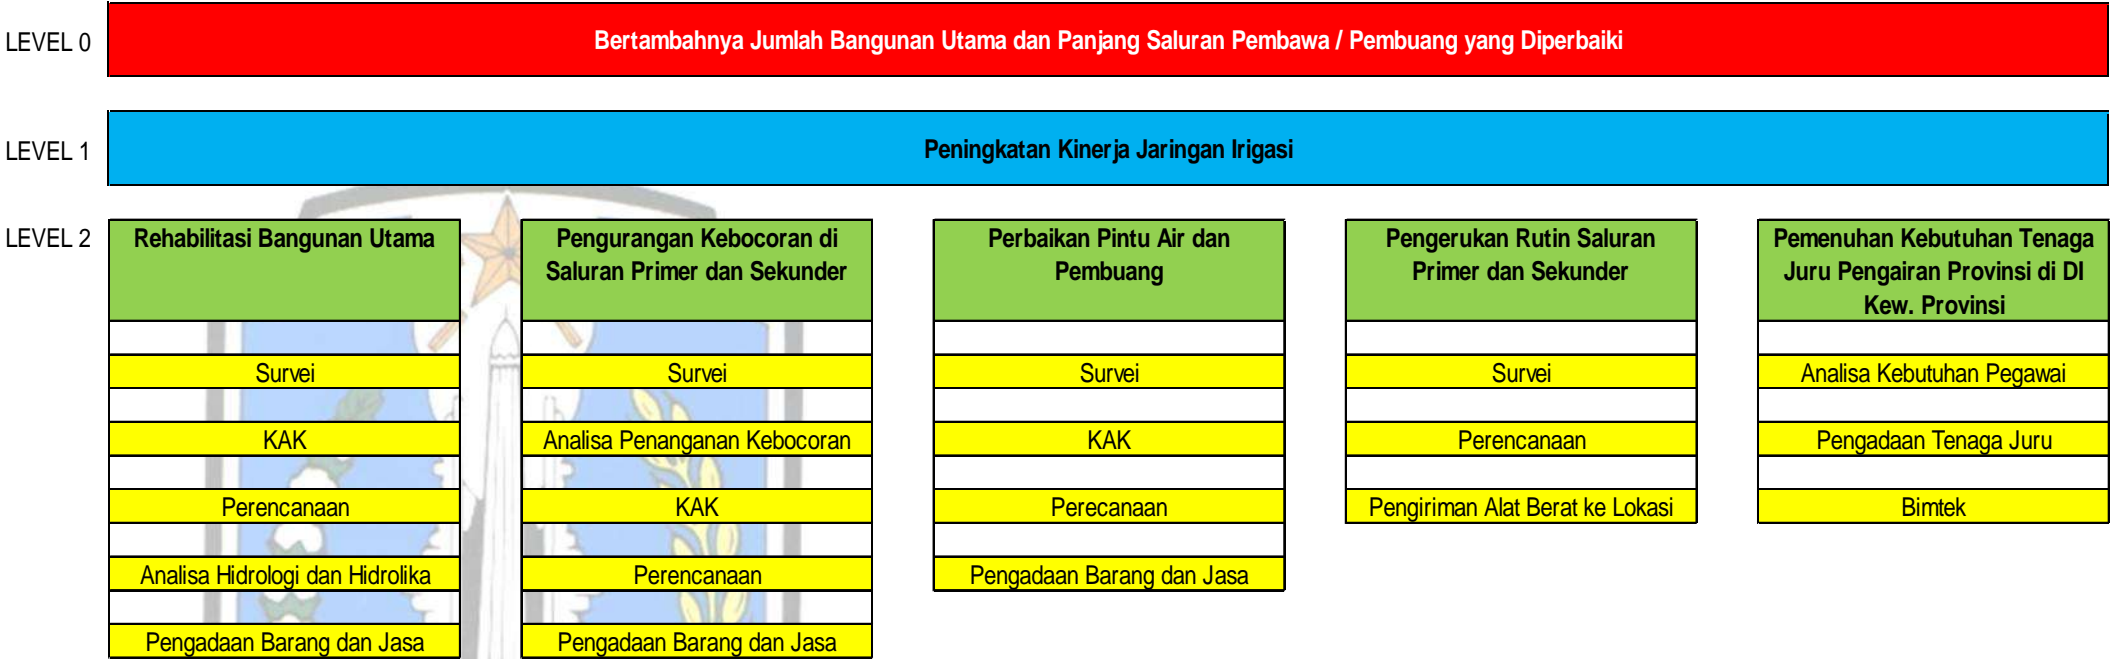 LEVEL 0
Bertambahnya Jumlah Bangunan Utama dan Panjang Saluran Pembawa / Pembuang yang Diperbaiki
LEVEL 1
Peningkatan Kinerja Jaringan Irigasi
LEVEL 2
Rehabilitasi Bangunan Utama
Survei
KAK
Perencanaan
Analisa Hidrologi dan Hidrolika
Pengadaan Barang dan Jasa
Pengurangan Kebocoran di
Saluran Primer dan Sekunder
Survei
Analisa Penanganan Kebocoran
KAK
Perencanaan
Pengadaan Barang dan Jasa
Perbaikan Pintu Air dan
Pembuang
Survei
KAK
Perecanaan
Pengadaan Barang dan Jasa
Pengerukan Rutin Saluran
Primer dan Sekunder
Survei
Perencanaan
Pengiriman Alat Berat ke Lokasi
Pemenuhan Kebutuhan Tenaga
Juru Pengairan Provinsi di DI
Kew. Provinsi
Analisa Kebutuhan Pegawai
Pengadaan Tenaga Juru
Bimtek